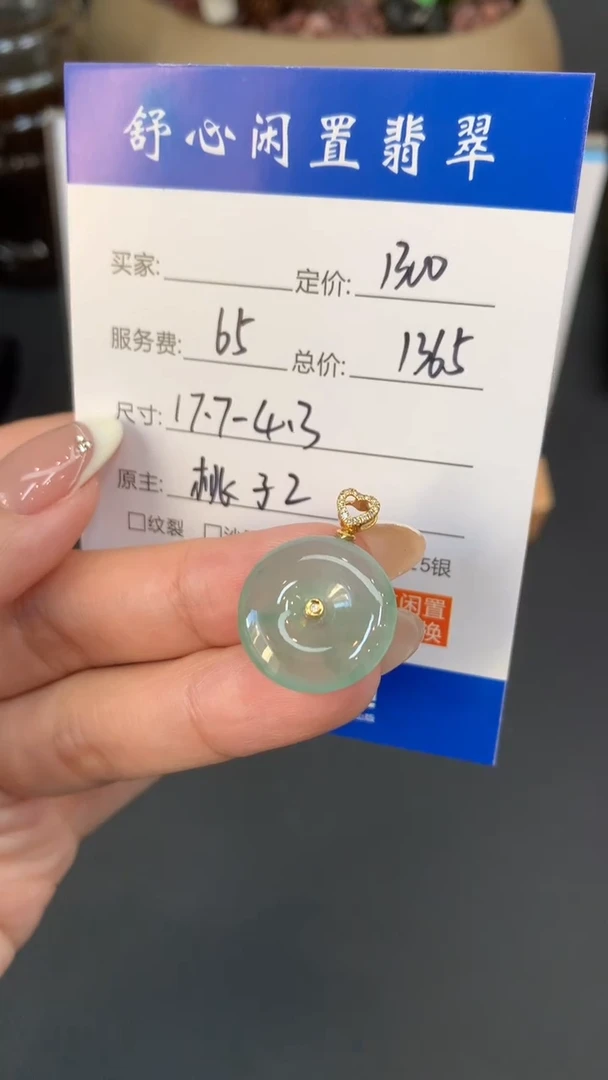 舒心闲置翡翠
买家: 定价: 1300
服务费: 65 总价: 1365
尺寸: 17.7-4.3
原主: 桃子2
□纹裂 □ 5银
闲置
换